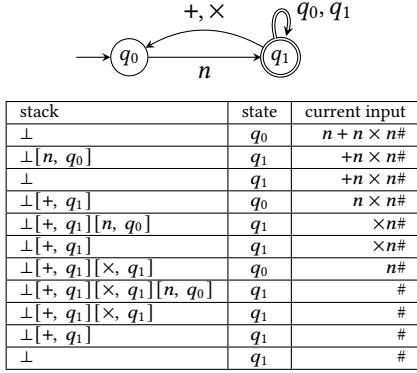 +, ×
q₀, q₁
q₀
q₁
n
stack state current input
⊥ q₀ n + n × n#
⊥[n, q₀] q₁ +n × n#
⊥ q₁ +n × n#
⊥[+, q₁] q₀ n × n#
⊥[+, q₁][n, q₀] q₁ ×n#
⊥[+, q₁] q₁ ×n#
⊥[+, q₁][×, q₁] q₀ n#
⊥[+, q₁][×, q₁][n, q₀] q₁ #
⊥[+, q₁][×, q₁] q₁ #
⊥[+, q₁] q₁ #
⊥ q₁ #